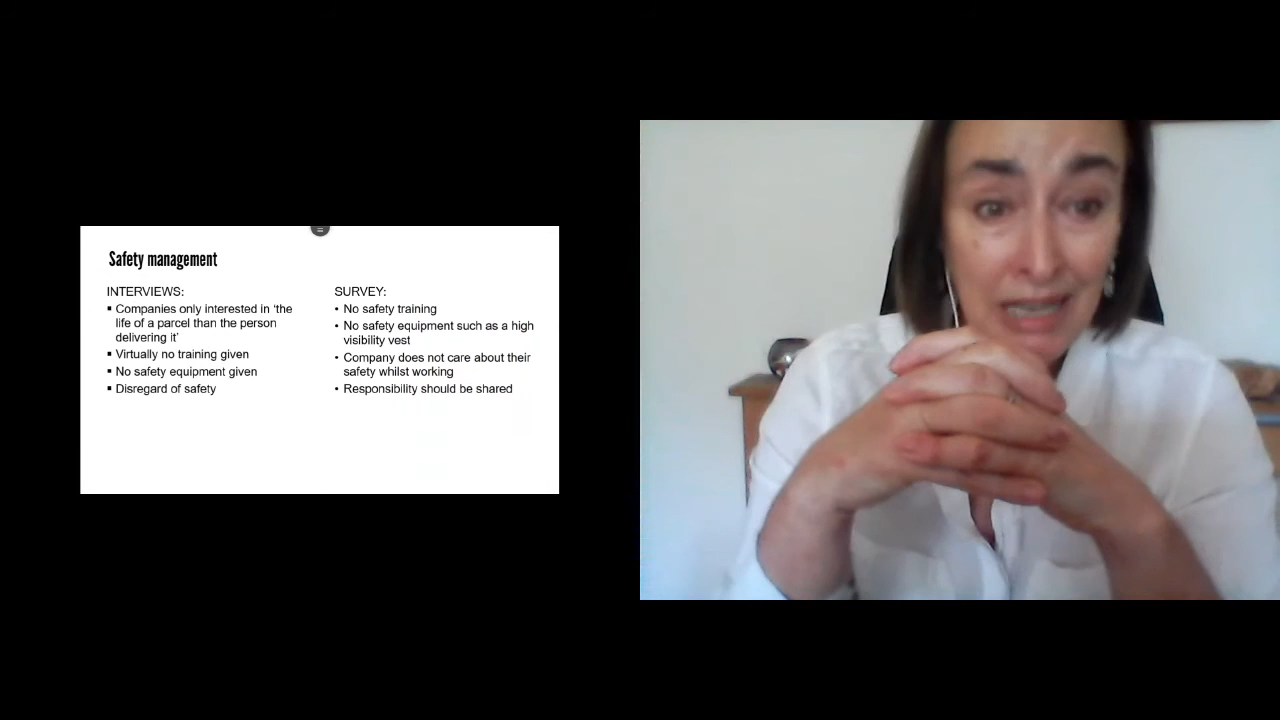 Safety management
INTERVIEWS:
▪ Companies only interested in ‘the
life of a parcel than the person
delivering it’
▪ Virtually no training given
▪ No safety equipment given
▪ Disregard of safety
SURVEY:
• No safety training
• No safety equipment such as a high
visibility vest
• Company does not care about their
safety whilst working
• Responsibility should be shared